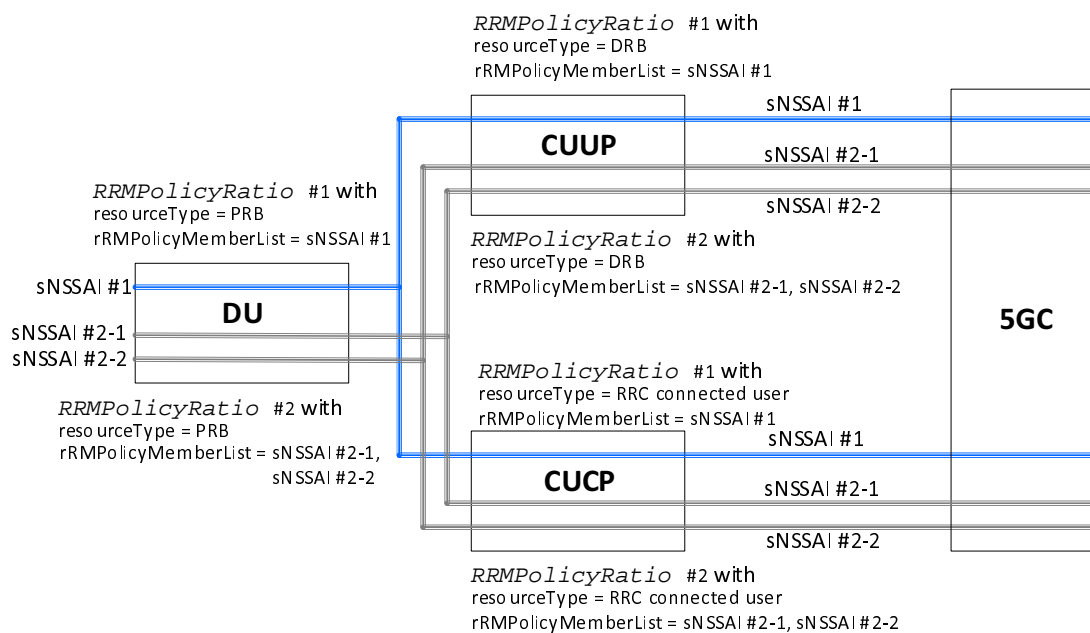 RRMPolicyRatio #1 with
resourceType = DRB
rRMPolicyMemberList = sNSSAI #1
sNSSAI #1
CUUP
sNSSAI #2-1
sNSSAI #2-2
RRMPolicyRatio #1 with
resourceType = PRB
rRMPolicyMemberList = sNSSAI #1
RRMPolicyRatio #2 with
resourceType = DRB
rRMPolicyMemberList = sNSSAI #2-1, sNSSAI #2-2
sNSSAI #1
DU
sNSSAI #2-1
sNSSAI #2-2
5GC
RRMPolicyRatio #1 with
resourceType = RRC connected user
rRMPolicyMemberList = sNSSAI #1
RRMPolicyRatio #2 with
resourceType = PRB
rRMPolicyMemberList = sNSSAI #2-1,
sNSSAI #2-2
sNSSAI #1
CUCP
sNSSAI #2-1
sNSSAI #2-2
RRMPolicyRatio #2 with
resourceType = RRC connected user
rRMPolicyMemberList = sNSSAI #2-1, sNSSAI #2-2